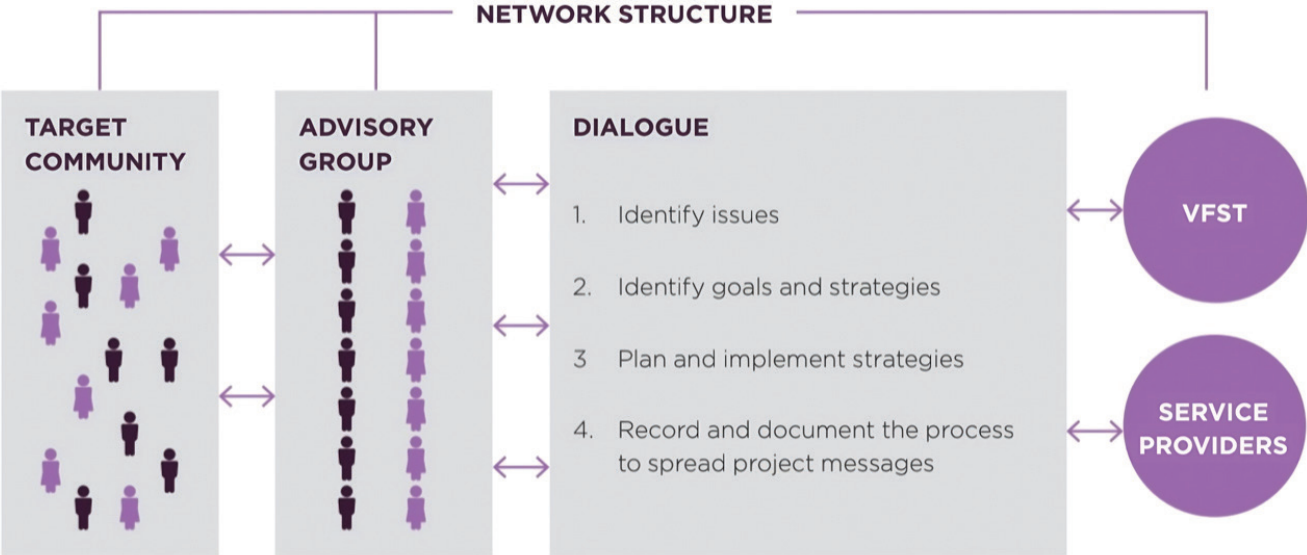 NETWORK STRUCTURE
TARGET
COMMUNITY
ADVISORY
GROUP
DIALOGUE
1. Identify issues
2. Identify goals and strategies
3 Plan and implement strategies
4. Record and document the process
to spread project messages
VFST
SERVICE
PROVIDERS